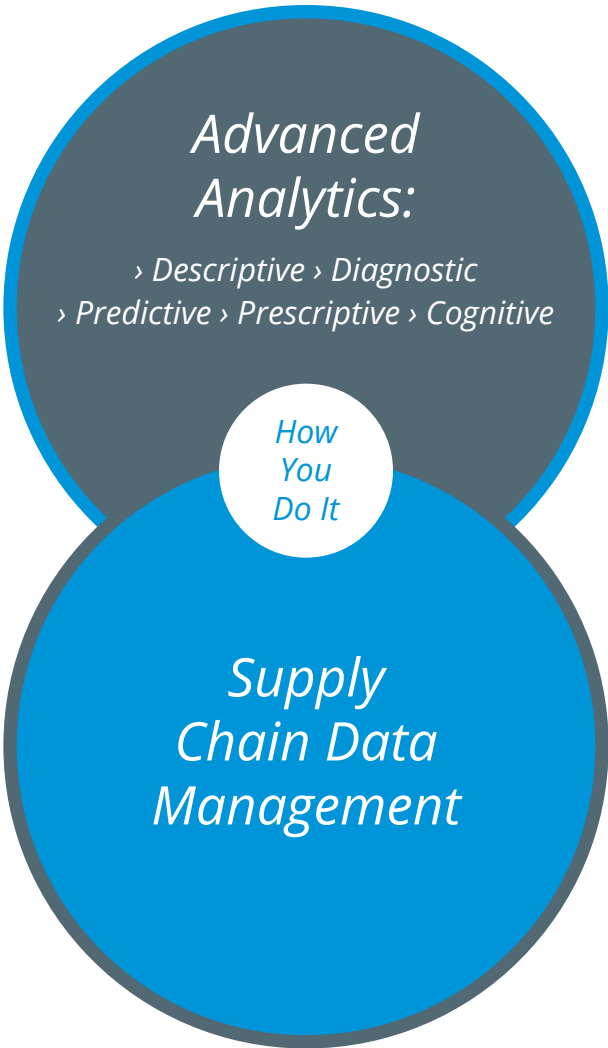 Advanced
Analytics:
› Descriptive › Diagnostic
› Predictive › Prescriptive › Cognitive
How
You
Do It
Supply
Chain Data
Management